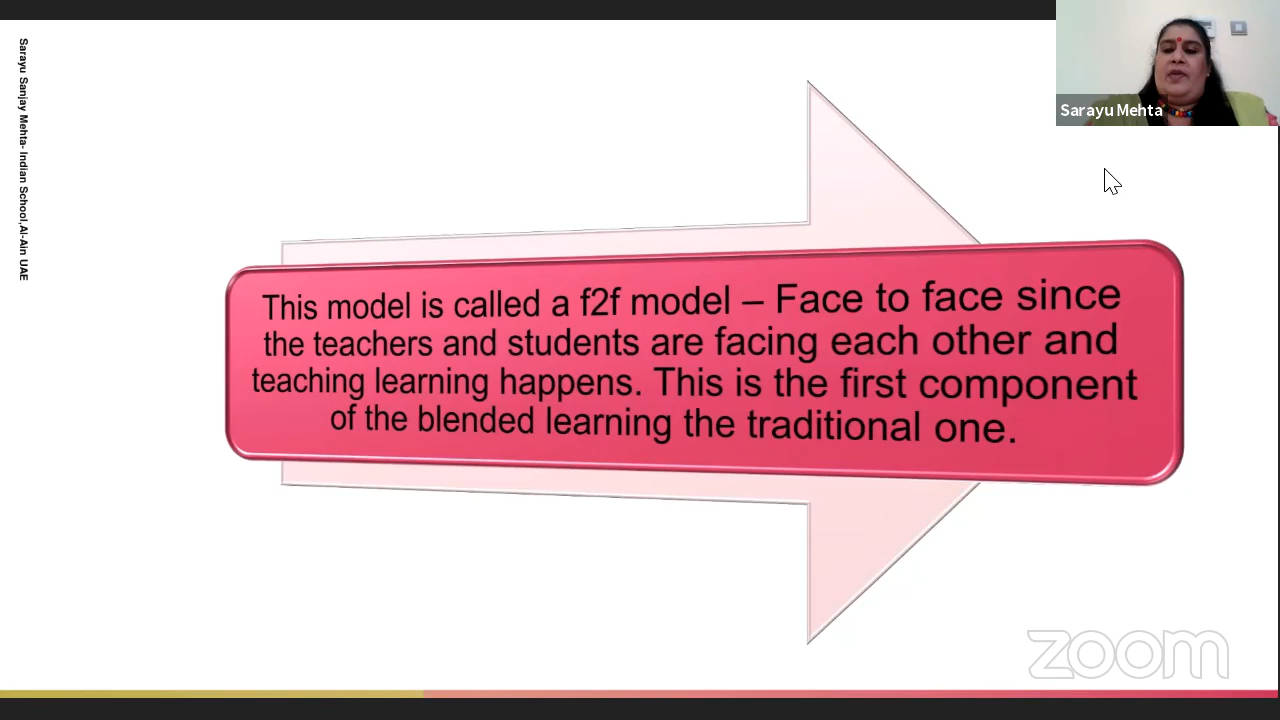 Sarayu Sanjay Mehta- Indian School,Al-Ain UAE
Sarayu Mehta
This model is called a f2f model – Face to face since
the teachers and students are facing each other and
teaching learning happens. This is the first component
of the blended learning the traditional one.
zoom